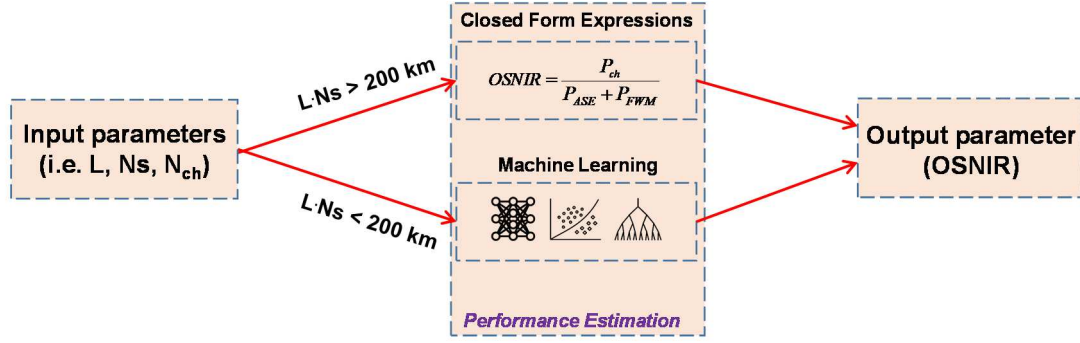 Closed Form Expressions
OSNIR = P_ch / (P_ASE + P_FWM)
L·Ns > 200 km
Input parameters
(i.e. L, Ns, N_ch)
Output parameter
(OSNIR)
Machine Learning
L·Ns < 200 km
Performance Estimation